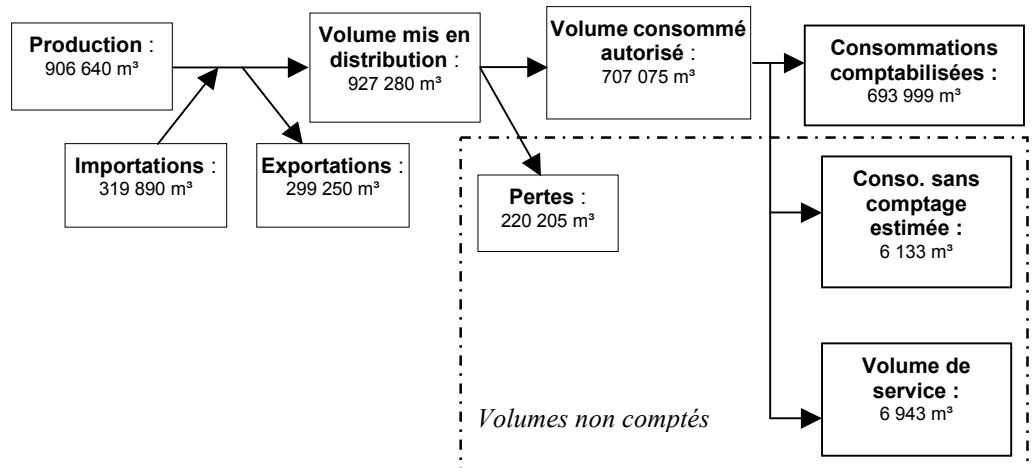 Production :
906 640 m³
Volume mis en
distribution :
927 280 m³
Volume consommé
autorisé :
707 075 m³
Consommations
comptabilisées :
693 999 m³
Importations :
319 890 m³
Exportations :
299 250 m³
Pertes :
220 205 m³
Conso. sans
comptage
estimée :
6 133 m³
Volume de
service :
6 943 m³
Volumes non comptés